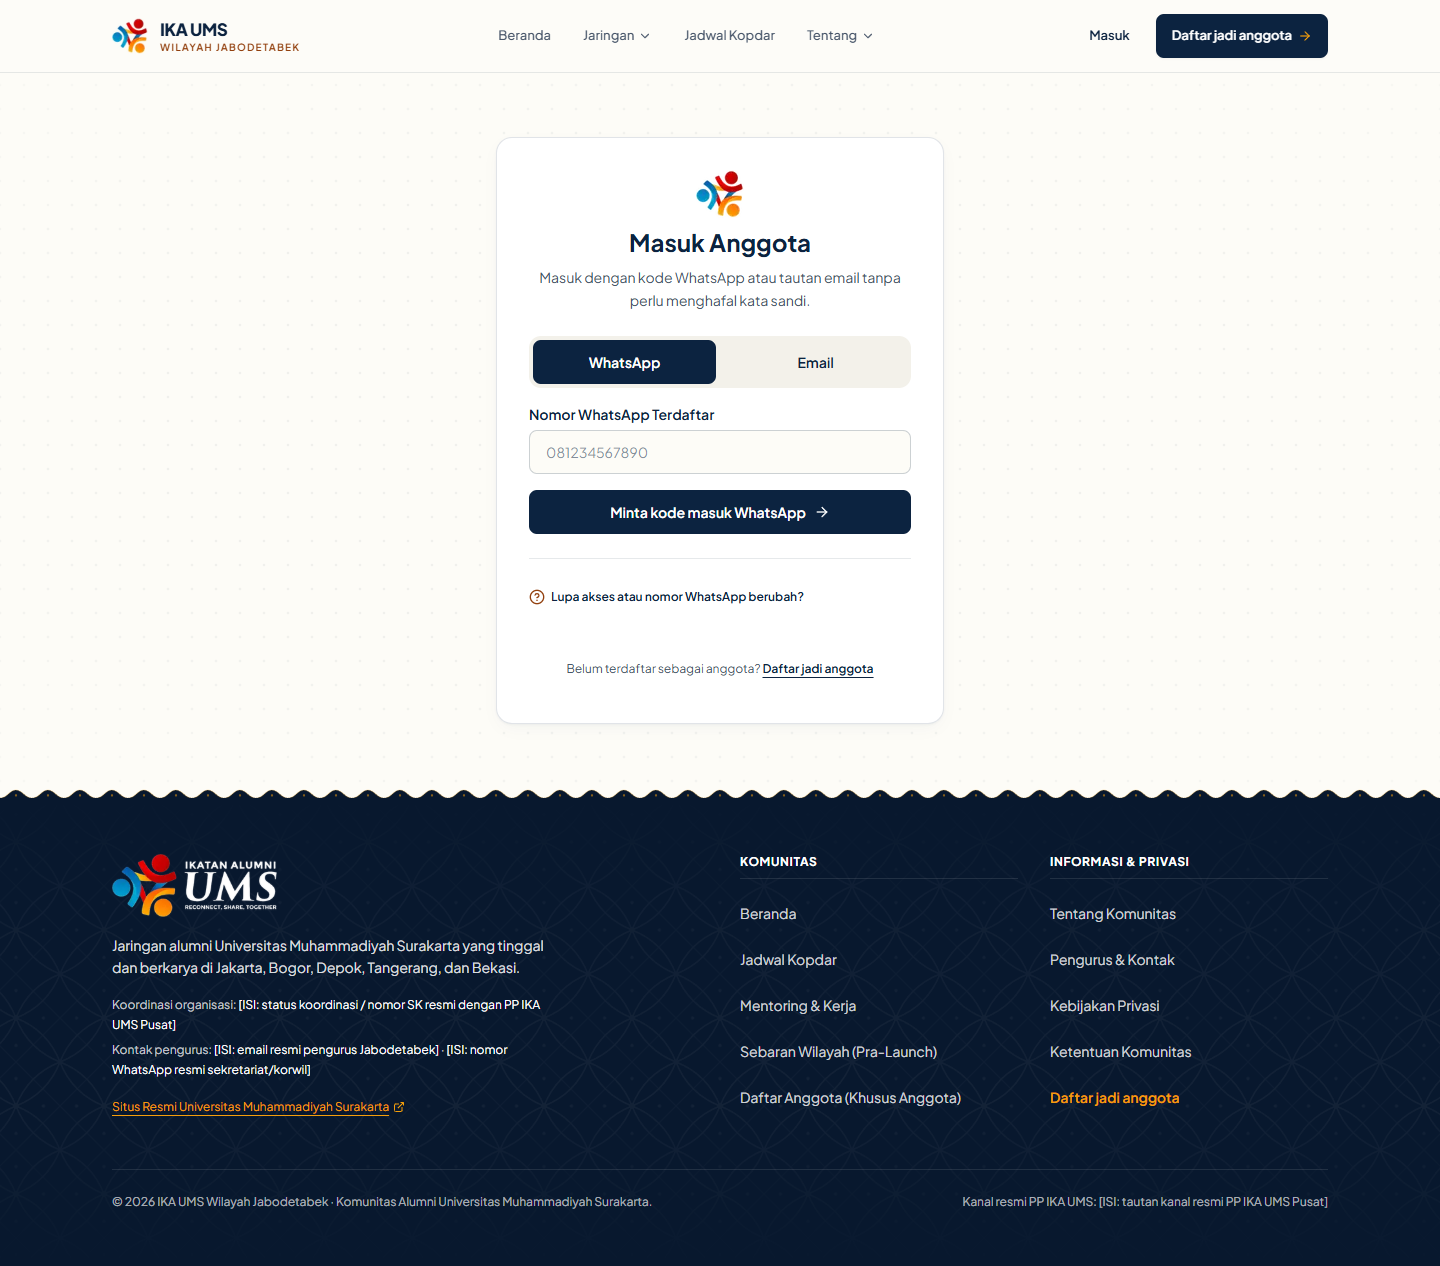 IKA UMS
WILAYAH JABODETABEK
Beranda
Jaringan
Jadwal Kopdar
Tentang
Masuk
Daftar jadi anggota
Masuk Anggota
Masuk dengan kode WhatsApp atau tautan email tanpa
perlu menghafal kata sandi.
WhatsApp
Email
Nomor WhatsApp Terdaftar
081234567890
Minta kode masuk WhatsApp
Lupa akses atau nomor WhatsApp berubah?
Belum terdaftar sebagai anggota? Daftar jadi anggota
IKATAN ALUMNI
UMS
RECONNECT, SHARE, TOGETHER
Jaringan alumni Universitas Muhammadiyah Surakarta yang tinggal
dan berkarya di Jakarta, Bogor, Depok, Tangerang, dan Bekasi.
Koordinasi organisasi: [ISI: status koordinasi / nomor SK resmi dengan PP IKA
UMS Pusat]
Kontak pengurus: [ISI: email resmi pengurus Jabodetabek] · [ISI: nomor
WhatsApp resmi sekretariat/korwil]
Situs Resmi Universitas Muhammadiyah Surakarta
KOMUNITAS
Beranda
Jadwal Kopdar
Mentoring & Kerja
Sebaran Wilayah (Pra-Launch)
Daftar Anggota (Khusus Anggota)
INFORMASI & PRIVASI
Tentang Komunitas
Pengurus & Kontak
Kebijakan Privasi
Ketentuan Komunitas
Daftar jadi anggota
© 2026 IKA UMS Wilayah Jabodetabek · Komunitas Alumni Universitas Muhammadiyah Surakarta.
Kanal resmi PP IKA UMS: [ISI: tautan kanal resmi PP IKA UMS Pusat]